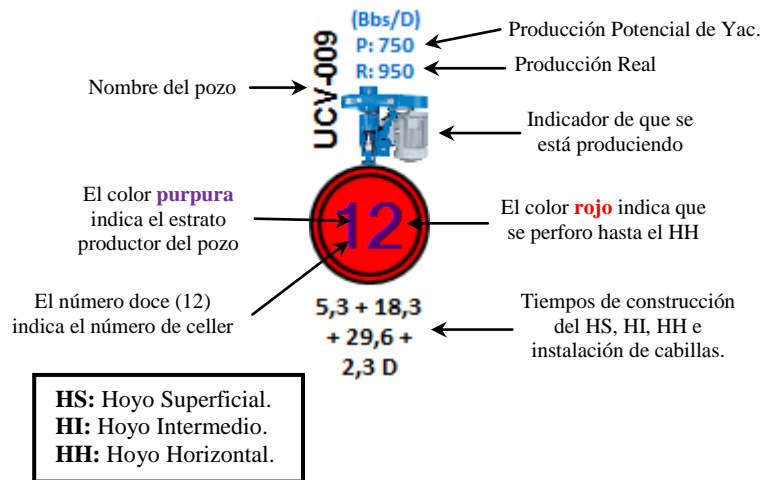 (Bbs/D)
P: 750
R: 950
UCV-009
Producción Potencial de Yac.
Producción Real
Nombre del pozo
Indicador de que se
está produciendo
El color purpura
indica el estrato
productor del pozo
12
El color rojo indica que
se perforo hasta el HH
El número doce (12)
indica el número de celler
5,3 + 18,3
+ 29,6 +
2,3 D
Tiempos de construcción
del HS, HI, HH e
instalación de cabillas.
HS: Hoyo Superficial.
HI: Hoyo Intermedio.
HH: Hoyo Horizontal.